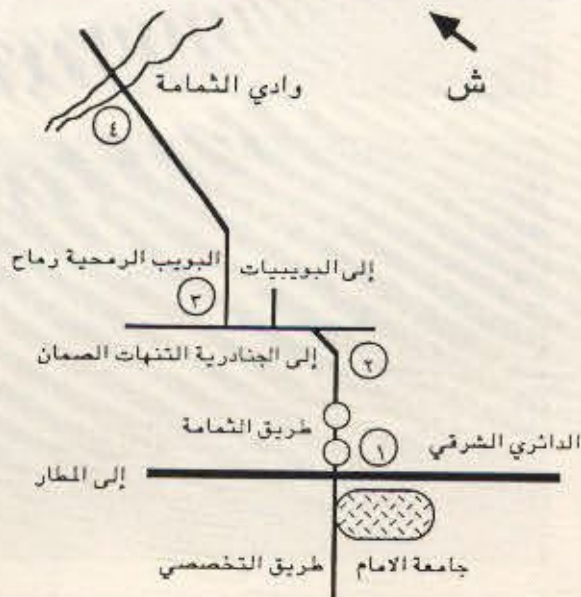 ش
وادي الثمامة
٤
البويب الرمحية رماح
إلى البويبيات
٣
إلى الجنادرية التنهات الصمان
٢
طريق الثمامة
الدائري الشرقي
١
إلى المطار
جامعة الامام
طريق التخصصي